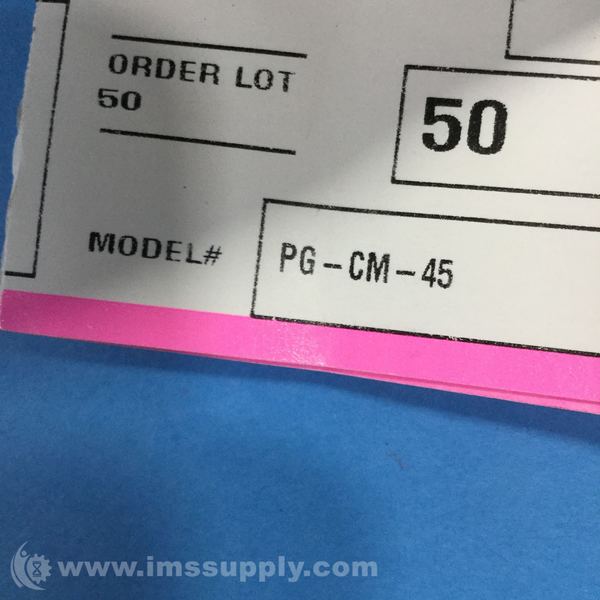 ORDER LOT
50
50
MODEL#
PG-CM-45
www.imssupply.com